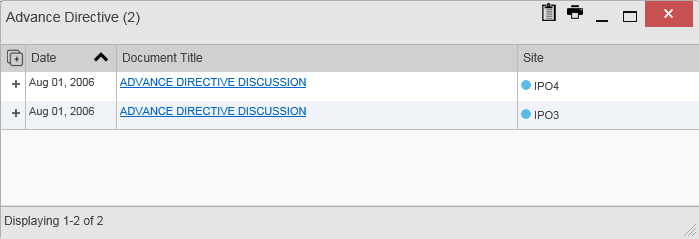 Advance Directive (2)
Date Document Title Site
Aug 01, 2006 ADVANCE DIRECTIVE DISCUSSION IPO4
Aug 01, 2006 ADVANCE DIRECTIVE DISCUSSION IPO3
Displaying 1-2 of 2